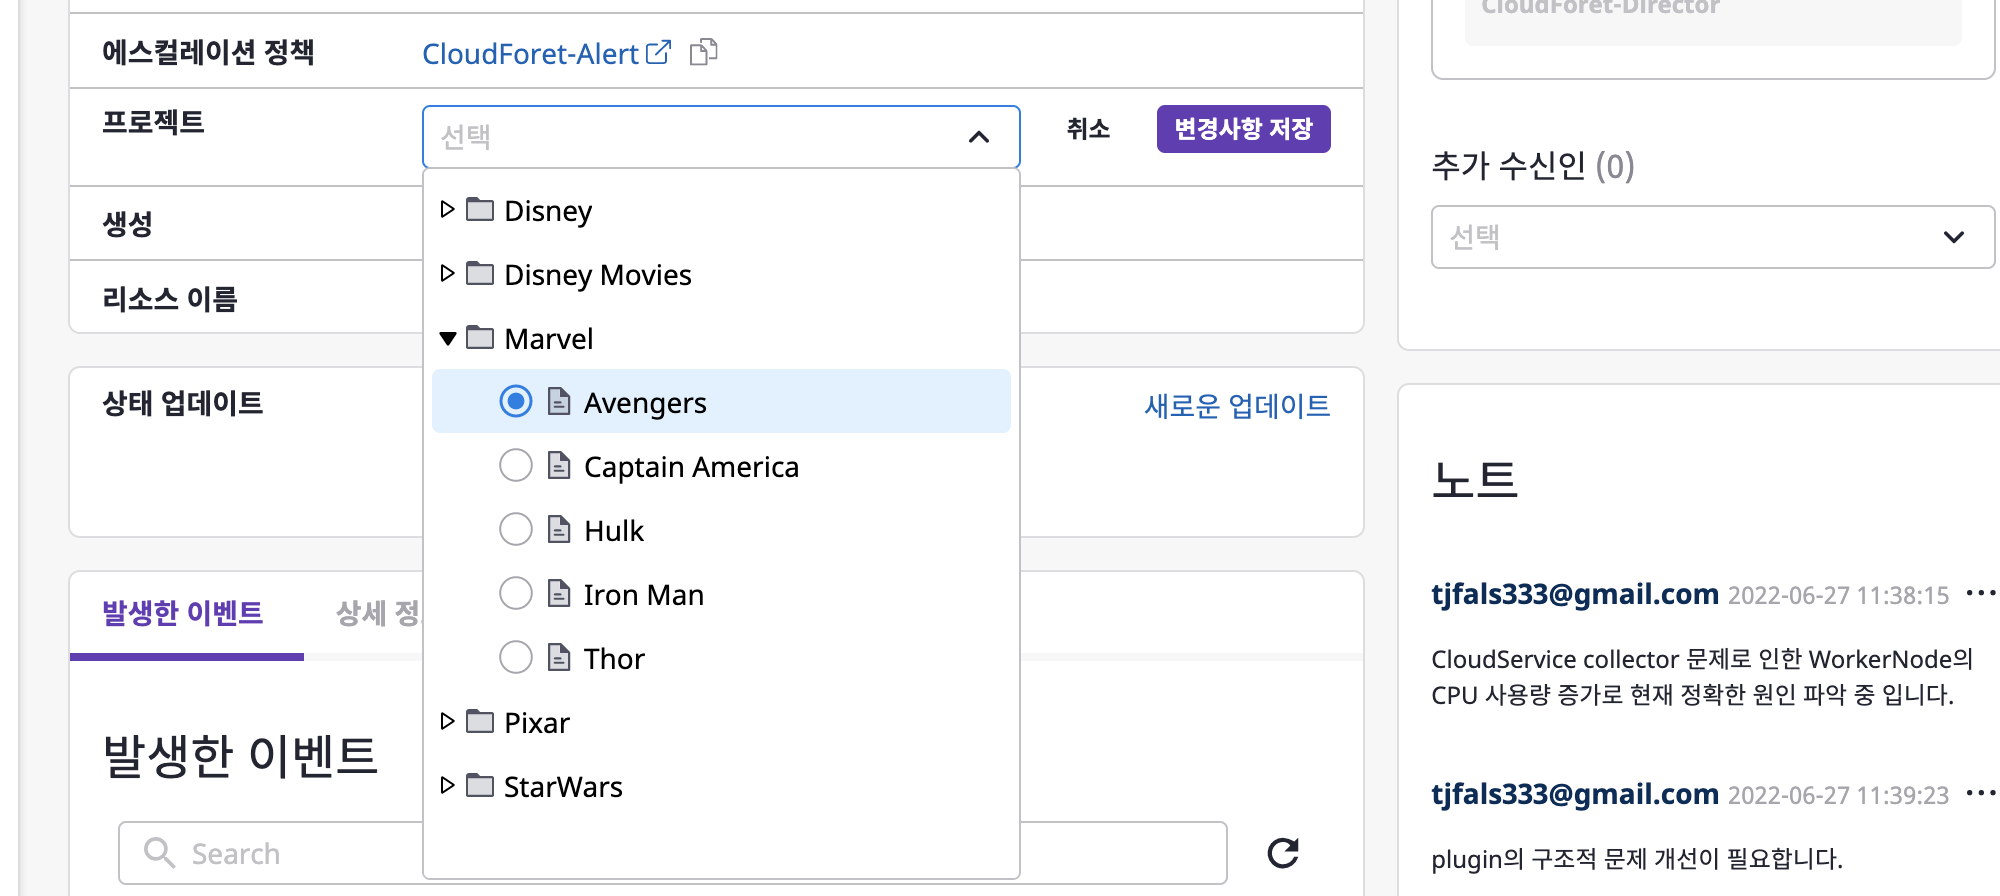 에스컬레이션 정책
CloudForet-Alert
프로젝트
선택
취소
변경사항 저장
Disney
Disney Movies
Marvel
Avengers
Captain America
Hulk
Iron Man
Thor
Pixar
StarWars
생성
리소스 이름
상태 업데이트
새로운 업데이트
발생한 이벤트
상세 정
발생한 이벤트
Search
CloudForet-Director
추가 수신인 (0)
선택
노트
tjfals333@gmail.com 2022-06-27 11:38:15
CloudService collector 문제로 인한 WorkerNode의
CPU 사용량 증가로 현재 정확한 원인 파악 중 입니다.
tjfals333@gmail.com 2022-06-27 11:39:23
plugin의 구조적 문제 개선이 필요합니다.